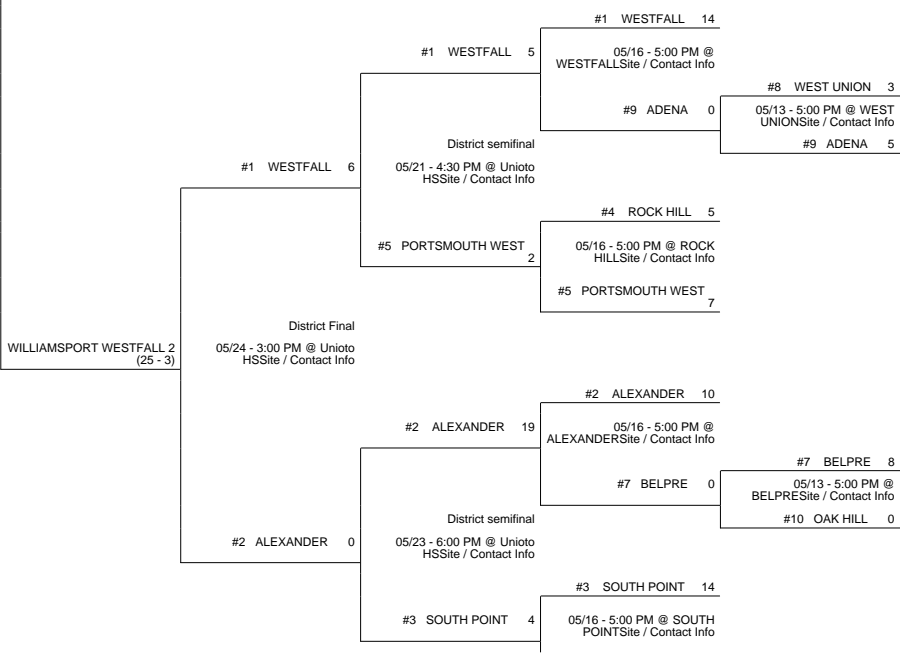 #1 WESTFALL 14
#1 WESTFALL 5
05/16 - 5:00 PM @
WESTFALLSite / Contact Info
#8 WEST UNION 3
#9 ADENA 0
05/13 - 5:00 PM @ WEST
UNIONSite / Contact Info
District semifinal
#9 ADENA 5
#1 WESTFALL 6
05/21 - 4:30 PM @ Unioto
HSSite / Contact Info
#4 ROCK HILL 5
#5 PORTSMOUTH WEST
2
05/16 - 5:00 PM @ ROCK
HILLSite / Contact Info
#5 PORTSMOUTH WEST
7
District Final
WILLIAMSPORT WESTFALL 2
(25 - 3)
05/24 - 3:00 PM @ Unioto
HSSite / Contact Info
#2 ALEXANDER 10
#2 ALEXANDER 19
05/16 - 5:00 PM @
ALEXANDERSite / Contact Info
#7 BELPRE 8
#7 BELPRE 0
05/13 - 5:00 PM @
BELPRESite / Contact Info
District semifinal
#10 OAK HILL 0
#2 ALEXANDER 0
05/23 - 6:00 PM @ Unioto
HSSite / Contact Info
#3 SOUTH POINT 14
#3 SOUTH POINT 4
05/16 - 5:00 PM @ SOUTH
POINTSite / Contact Info